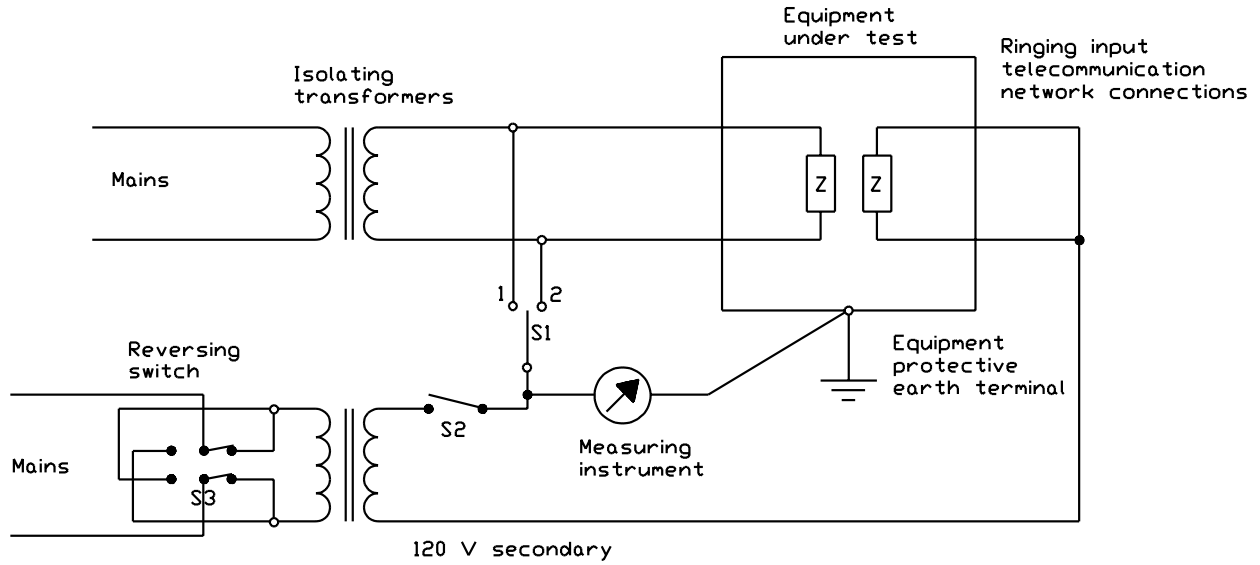 Equipment
under test
Ringing input
telecommunication
network connections
Isolating
transformers
Mains
Z
Z
1
2
S1
Reversing
switch
Equipment
protective
earth terminal
S2
Measuring
instrument
Mains
S3
120 V secondary